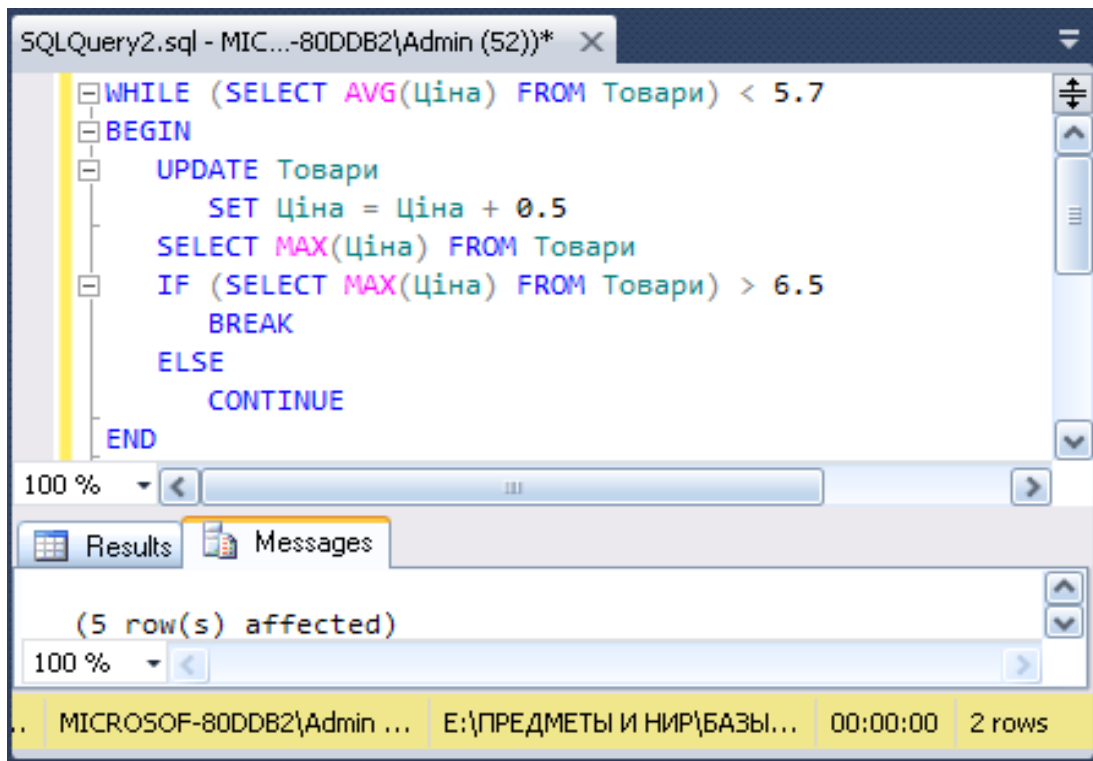 SQLQuery2.sql - MIC...-80DDB2\Admin (52))*
WHILE (SELECT AVG(Ціна) FROM Товари) < 5.7
BEGIN
UPDATE Товари
SET Ціна = Ціна + 0.5
SELECT MAX(Ціна) FROM Товари
IF (SELECT MAX(Ціна) FROM Товари) > 6.5
BREAK
ELSE
CONTINUE
END
100 %
Results Messages
(5 row(s) affected)
100 %
.. MICROSOF-80DDB2\Admin ... E:\ПРЕДМЕТЫ И НИР\БАЗЫ... 00:00:00 2 rows